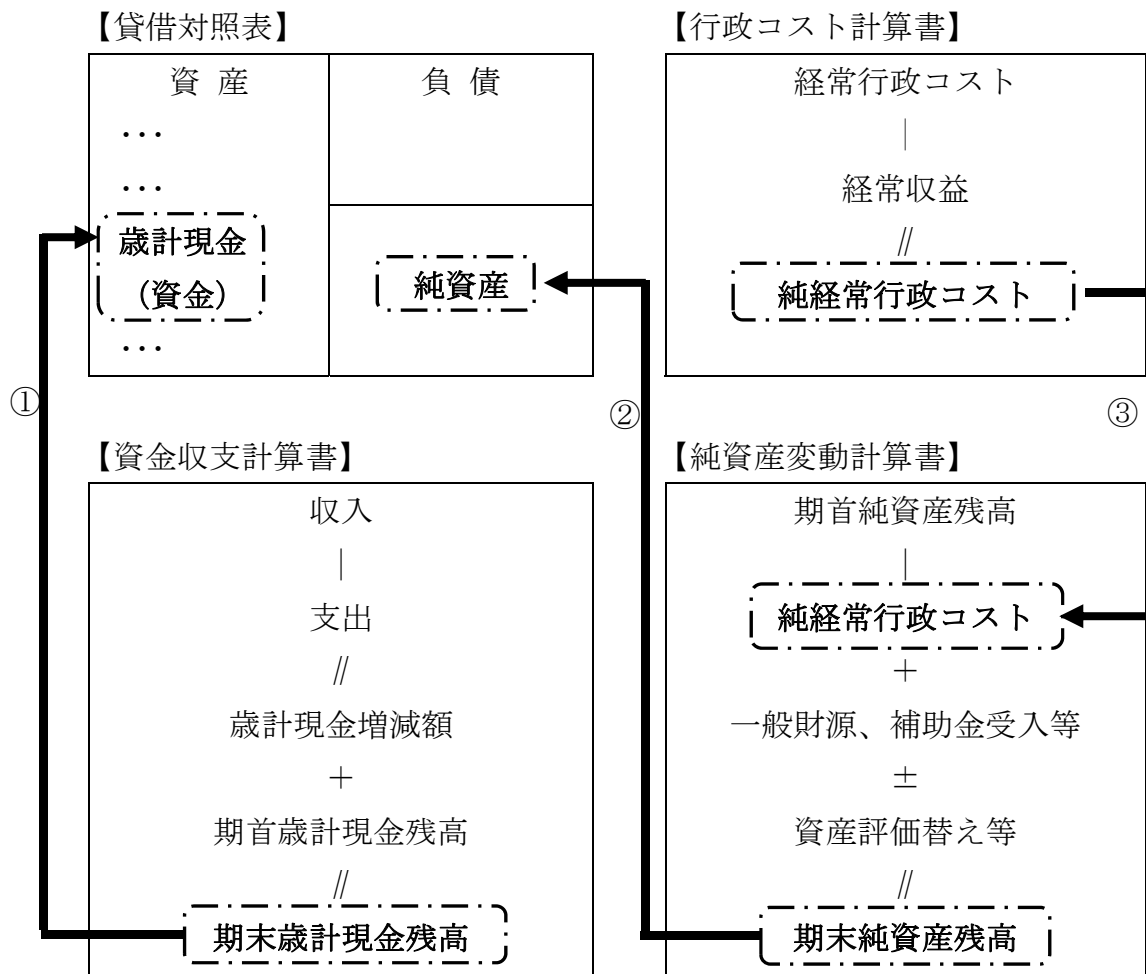 【貸借対照表】
資 産
負 債
・・・
・・・
歳計現金
(資金)
・・・
純資産
【行政コスト計算書】
経常行政コスト
|
経常収益
//
純経常行政コスト
①
②
③
【資金収支計算書】
収入
|
支出
//
歳計現金増減額
+
期首歳計現金残高
//
期末歳計現金残高
【純資産変動計算書】
期首純資産残高
|
純経常行政コスト
+
一般財源、補助金受入等
±
資産評価替え等
//
期末純資産残高